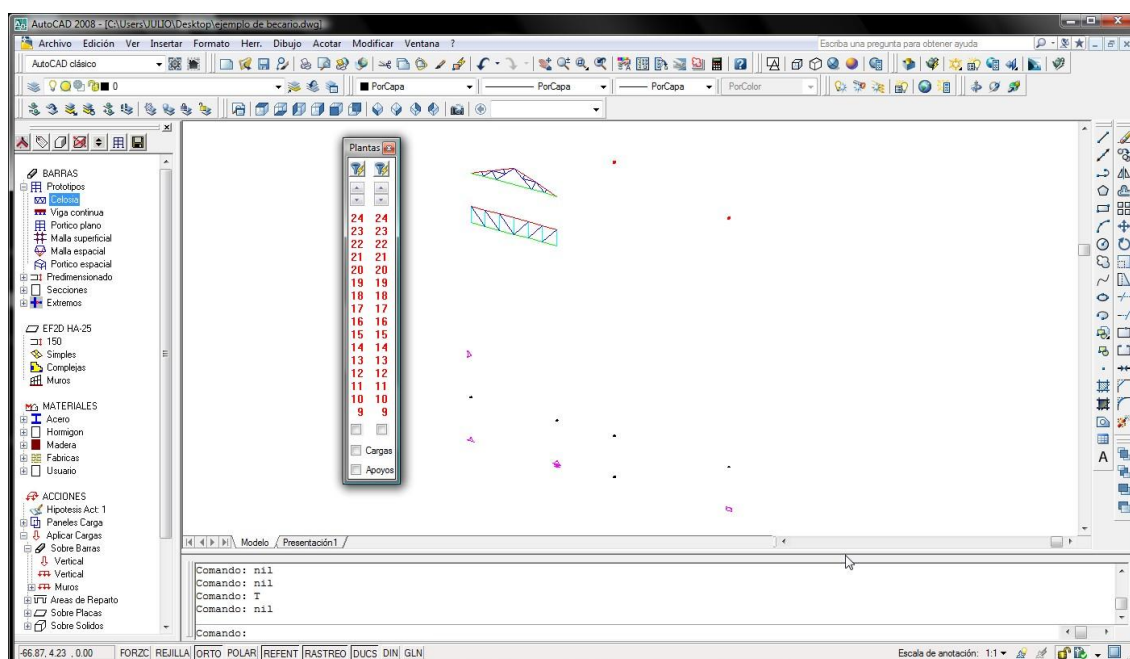 AutoCAD 2008 - [C:\Users\JULIO\Desktop\ejemplo de becario.dwg]
Archivo Edición Ver Insertar Formato Herr. Dibujo Acotar Modificar Ventana ? Escriba una pregunta para obtener ayuda
AutoCAD clásico
0 PorCapa PorCapa PorCapa PorColor
BARRAS
Prototipos
Celosia
Viga continua
Portico plano
Malla superficial
Malla espacial
Portico espacial
Predimensionado
Secciones
Extremos
EF2D HA-25
150
Simples
Complejas
Muros
MATERIALES
Acero
Hormigon
Madera
Fabricas
Usuario
ACCIONES
Hipotesis Act: 1
Paneles Carga
Aplicar Cargas
Sobre Barras
Vertical
Vertical
Muros
Areas de Reparto
Sobre Placas
Sobre Solidos
Plantas
24 24
23 23
22 22
21 21
20 20
19 19
18 18
17 17
16 16
15 15
14 14
13 13
12 12
11 11
10 10
9 9
Cargas
Apoyos
Modelo Presentación1
Comando: nil
Comando: nil
Comando: T
Comando: nil
Comando:
-66.87, 4.23 , 0.00 FORZC REJILLA ORTO POLAR REFENT RASTREO DUCS DIN GLN Escala de anotación: 1:1